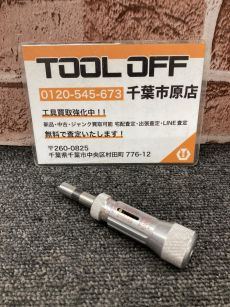 TOOL OFF
0120-545-673 千葉市原店
工具買取強化中!!
新品・中古・ジャンク買取可能 宅配査定・出張査定・LINE査定
無料で査定いたします!
〒260-0825
千葉県千葉市中央区村田町 776-12